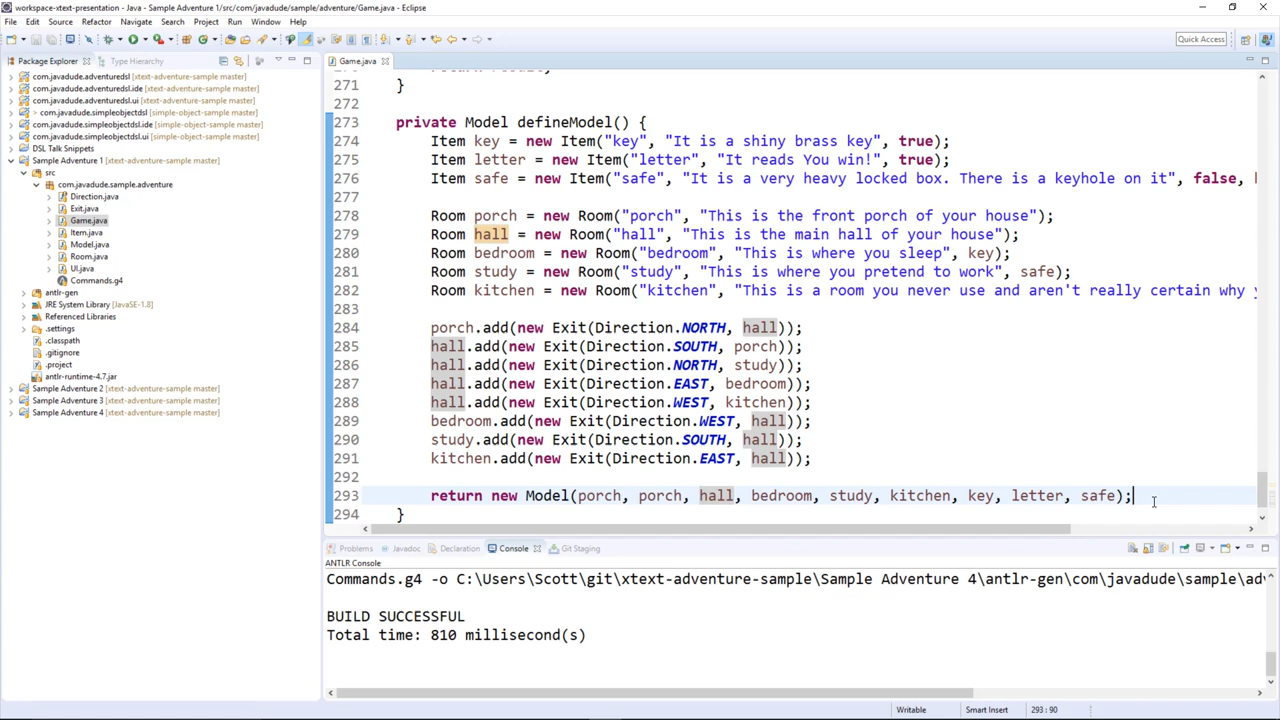 workspace-xtext-presentation - Java - Sample Adventure 1/src/com/javadude/sample/adventure/Game.java - Eclipse
File Edit Source Refactor Navigate Search Project Run Window Help
Quick Access
Package Explorer Type Hierarchy
com.javadude.adventuredsl [xtext-adventure-sample master]
com.javadude.adventuredsl.ide [xtext-adventure-sample master]
com.javadude.adventuredsl.ui [xtext-adventure-sample master]
> com.javadude.simpleobjectdsl [simple-object-sample master]
com.javadude.simpleobjectdsl.ide [simple-object-sample master]
com.javadude.simpleobjectdsl.ui [simple-object-sample master]
DSL Talk Snippets
Sample Adventure 1 [xtext-adventure-sample master]
src
com.javadude.sample.adventure
Direction.java
Exit.java
Game.java
Item.java
Model.java
Room.java
UI.java
Commands.g4
antlr-gen
JRE System Library [JavaSE-1.8]
Referenced Libraries
.settings
.classpath
.gitignore
.project
antlr-runtime-4.7.jar
Sample Adventure 2 [xtext-adventure-sample master]
Sample Adventure 3 [xtext-adventure-sample master]
Sample Adventure 4 [xtext-adventure-sample master]
Game.java
271 }
272
273 private Model defineModel() {
274 Item key = new Item("key", "It is a shiny brass key", true);
275 Item letter = new Item("letter", "It reads You win!", true);
276 Item safe = new Item("safe", "It is a very heavy locked box. There is a keyhole on it", false,
277
278 Room porch = new Room("porch", "This is the front porch of your house");
279 Room hall = new Room("hall", "This is the main hall of your house");
280 Room bedroom = new Room("bedroom", "This is where you sleep", key);
281 Room study = new Room("study", "This is where you pretend to work", safe);
282 Room kitchen = new Room("kitchen", "This is a room you never use and aren't really certain why
283
284 porch.add(new Exit(Direction.NORTH, hall));
285 hall.add(new Exit(Direction.SOUTH, porch));
286 hall.add(new Exit(Direction.NORTH, study));
287 hall.add(new Exit(Direction.EAST, bedroom));
288 hall.add(new Exit(Direction.WEST, kitchen));
289 bedroom.add(new Exit(Direction.WEST, hall));
290 study.add(new Exit(Direction.SOUTH, hall));
291 kitchen.add(new Exit(Direction.EAST, hall));
292
293 return new Model(porch, porch, hall, bedroom, study, kitchen, key, letter, safe);
294 }
Problems Javadoc Declaration Console Git Staging
ANTLR Console
Commands.g4 -o C:\Users\Scott\git\xtext-adventure-sample\Sample Adventure 4\antlr-gen\com\javadude\sample\adv
BUILD SUCCESSFUL
Total time: 810 millisecond(s)
Writable Smart Insert 293 : 90